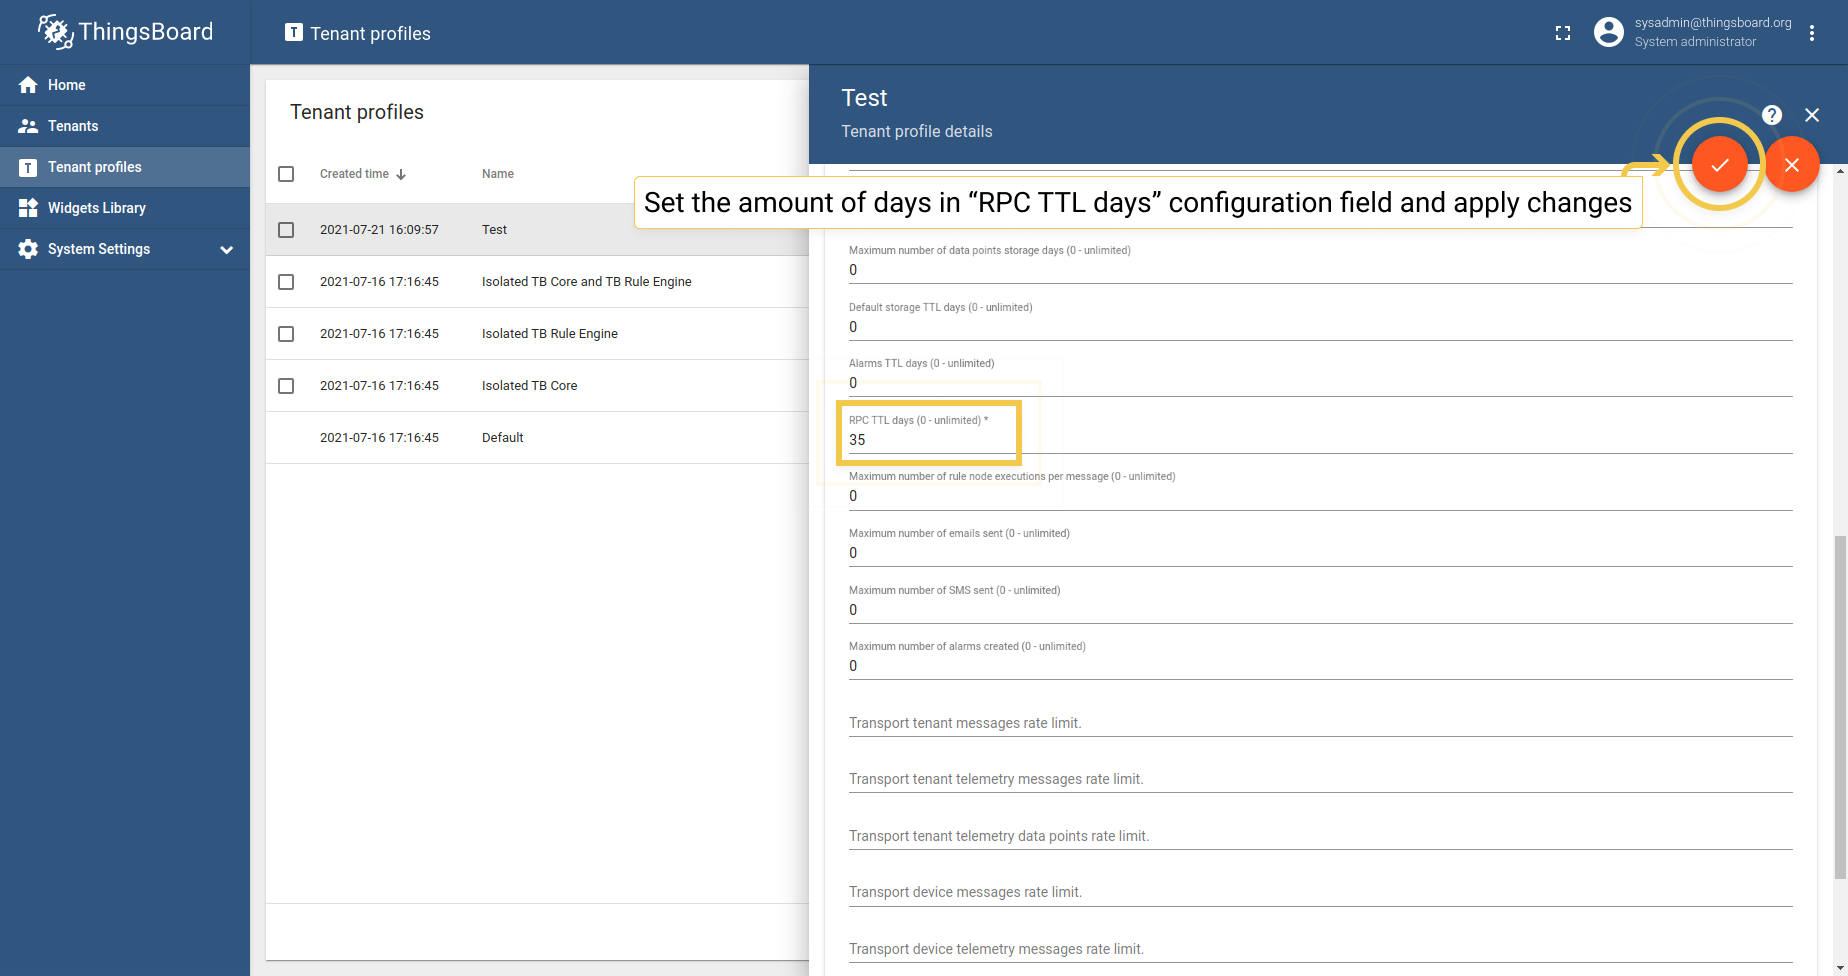 ThingsBoard
T Tenant profiles
sysadmin@thingsboard.org
System administrator
Home
Tenants
T Tenant profiles
Widgets Library
System Settings
Tenant profiles
Created time
Name
2021-07-21 16:09:57 Test
2021-07-16 17:16:45 Isolated TB Core and TB Rule Engine
2021-07-16 17:16:45 Isolated TB Rule Engine
2021-07-16 17:16:45 Isolated TB Core
2021-07-16 17:16:45 Default
Test
Tenant profile details
?
Set the amount of days in “RPC TTL days” configuration field and apply changes
Maximum number of data points storage days (0 - unlimited)
0
Default storage TTL days (0 - unlimited)
0
Alarms TTL days (0 - unlimited)
0
RPC TTL days (0 - unlimited) *
35
Maximum number of rule node executions per message (0 - unlimited)
0
Maximum number of emails sent (0 - unlimited)
0
Maximum number of SMS sent (0 - unlimited)
0
Maximum number of alarms created (0 - unlimited)
0
Transport tenant messages rate limit.
Transport tenant telemetry messages rate limit.
Transport tenant telemetry data points rate limit.
Transport device messages rate limit.
Transport device telemetry messages rate limit.